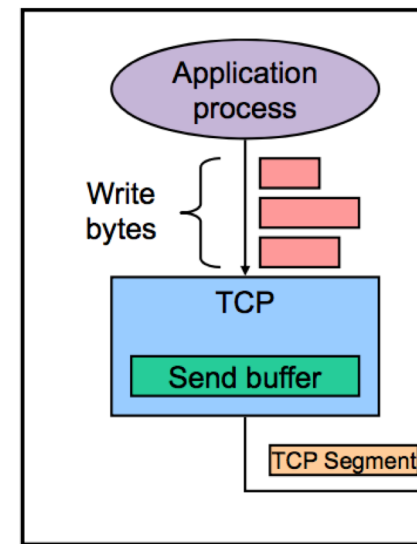 Application
process
Write
bytes
TCP
Send buffer
TCP Segment